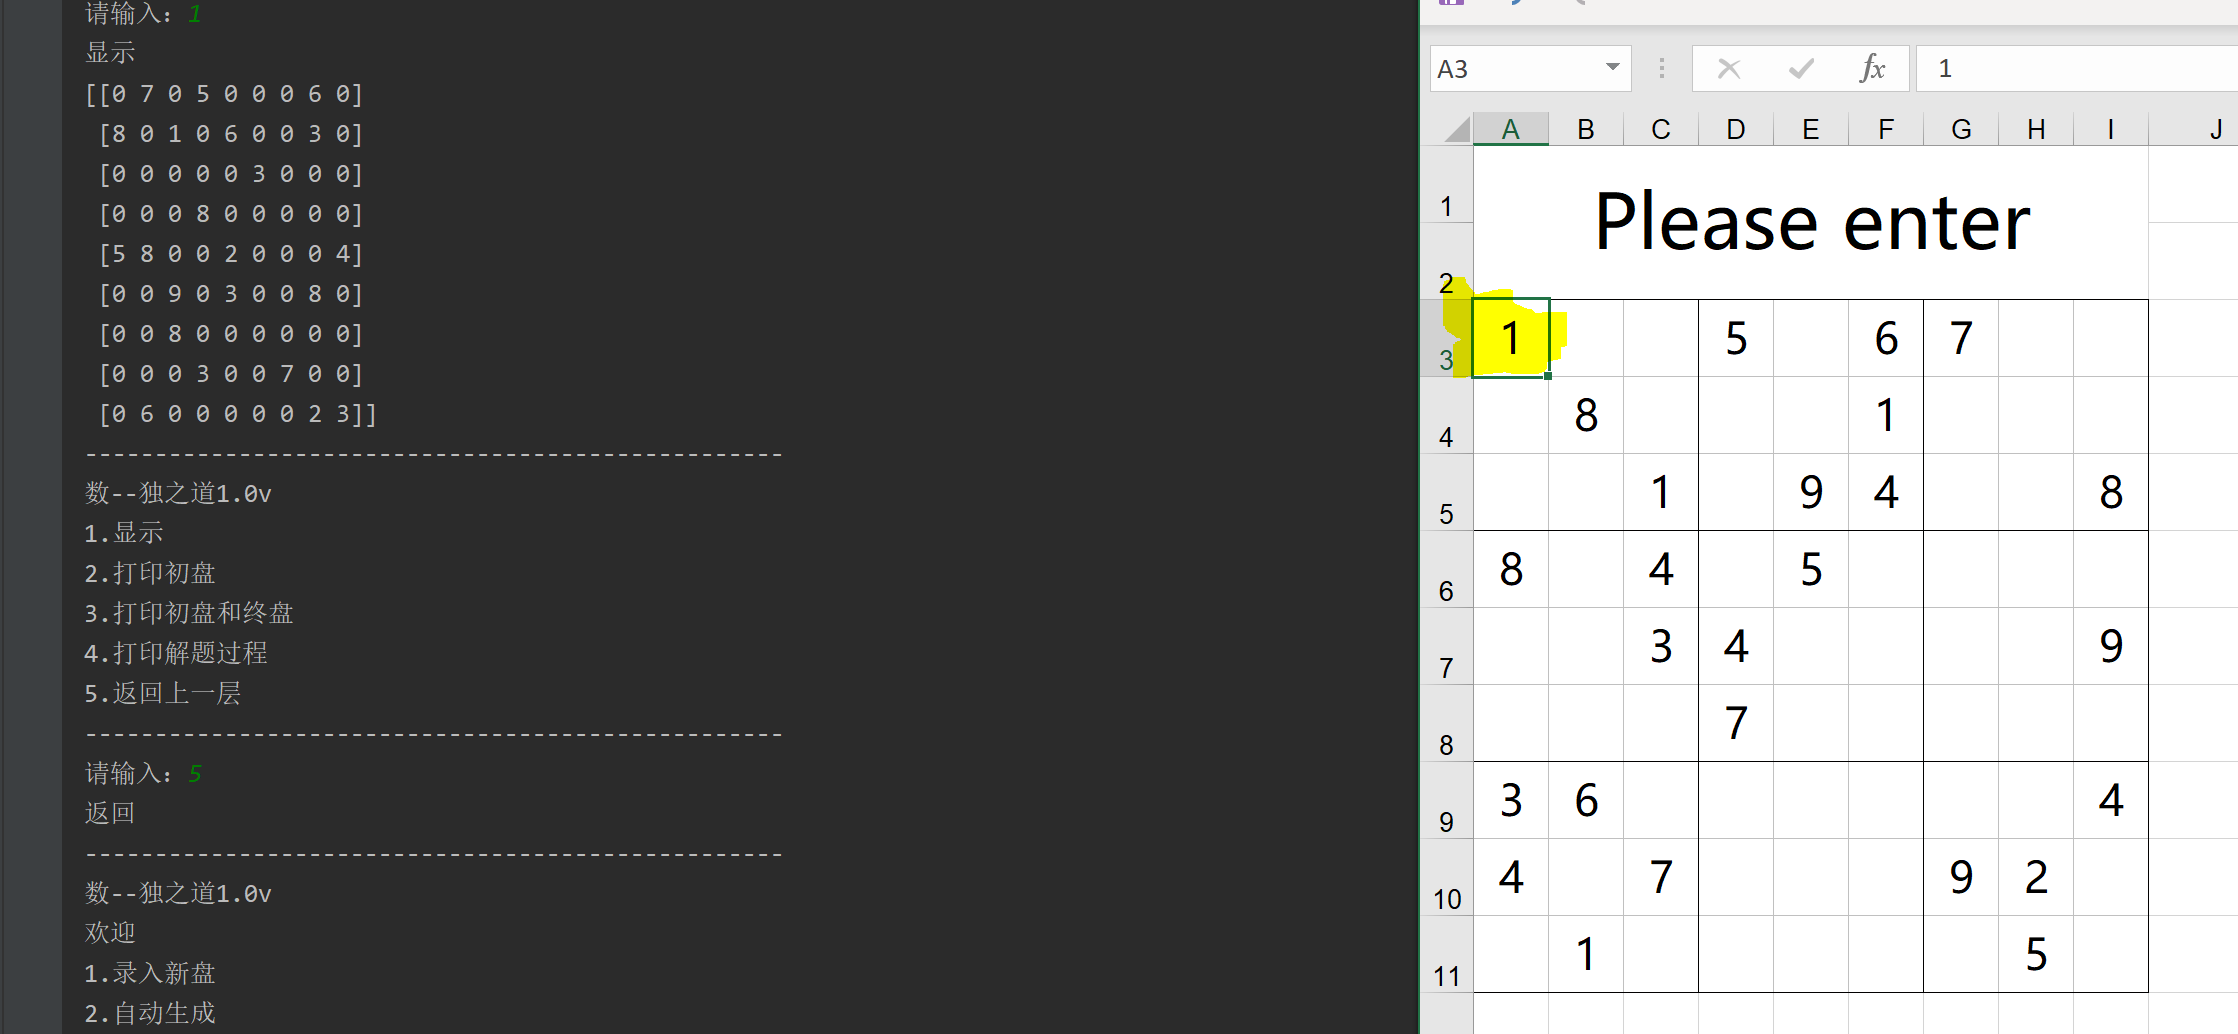 请输入：1
显示
[[0 7 0 5 0 0 0 6 0]
[8 0 1 0 6 0 0 3 0]
[0 0 0 0 0 3 0 0 0]
[0 0 0 8 0 0 0 0 0]
[5 8 0 0 2 0 0 0 4]
[0 0 9 0 3 0 0 8 0]
[0 0 8 0 0 0 0 0 0]
[0 0 0 3 0 0 7 0 0]
[0 6 0 0 0 0 0 2 3]]
--------------------------------------------------
数--独之道1.0v
1.显示
2.打印初盘
3.打印初盘和终盘
4.打印解题过程
5.返回上一层
--------------------------------------------------
请输入：5
返回
--------------------------------------------------
数--独之道1.0v
欢迎
1.录入新盘
2.自动生成
A3 fx 1
A B C D E F G H I J
1
Please enter
2
3 1 5 6 7
4 8 1
5 1 9 4 8
6 8 4 5
7 3 4 9
8 7
9 3 6 4
10 4 7 9 2
11 1 5